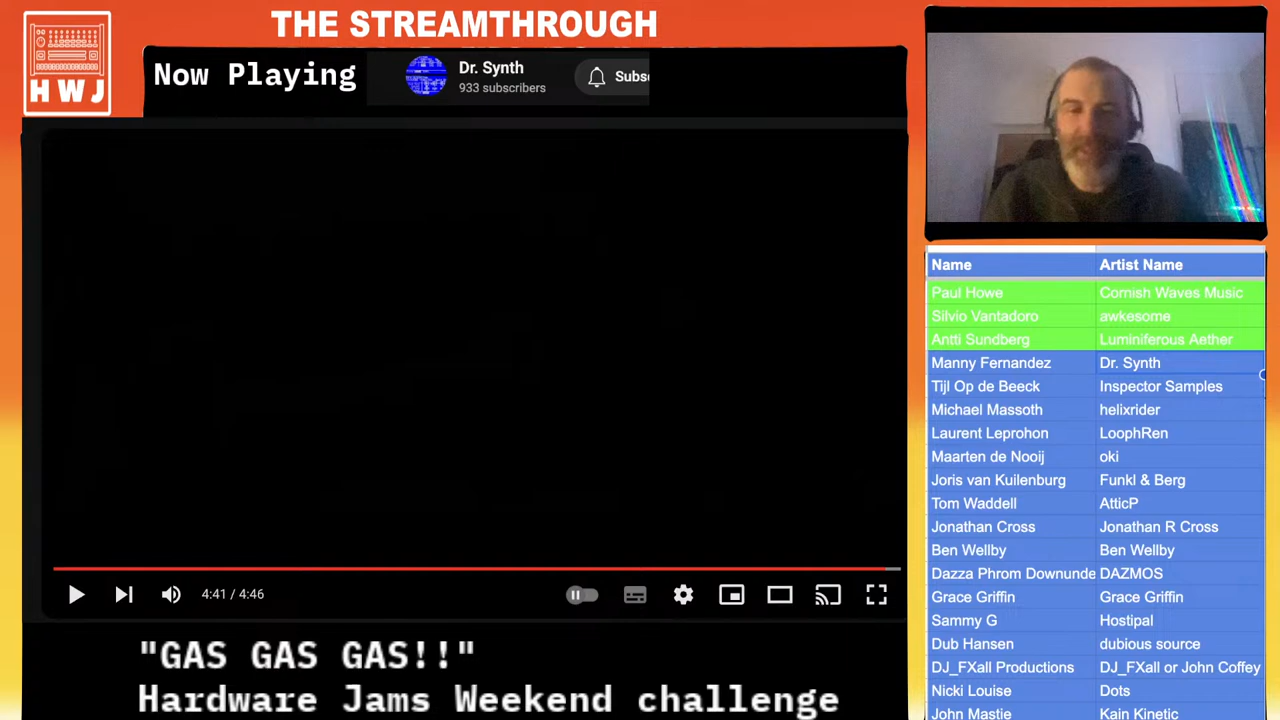 THE STREAMTHROUGH
HWJ
Now Playing
Dr. Synth
933 subscribers
Subs
4:41 / 4:46
"GAS GAS GAS!!"
Hardware Jams Weekend challenge
Name Artist Name
Paul Howe Cornish Waves Music
Silvio Vantadoro awkesome
Antti Sundberg Luminiferous Aether
Manny Fernandez Dr. Synth
Tijl Op de Beeck Inspector Samples
Michael Massoth helixrider
Laurent Leprohon LoophRen
Maarten de Nooij oki
Joris van Kuilenburg Funkl & Berg
Tom Waddell AtticP
Jonathan Cross Jonathan R Cross
Ben Wellby Ben Wellby
Dazza Phrom Downunde DAZMOS
Grace Griffin Grace Griffin
Sammy G Hostipal
Dub Hansen dubious source
DJ_FXall Productions DJ_FXall or John Coffey
Nicki Louise Dots
John Mastie Kain Kinetic